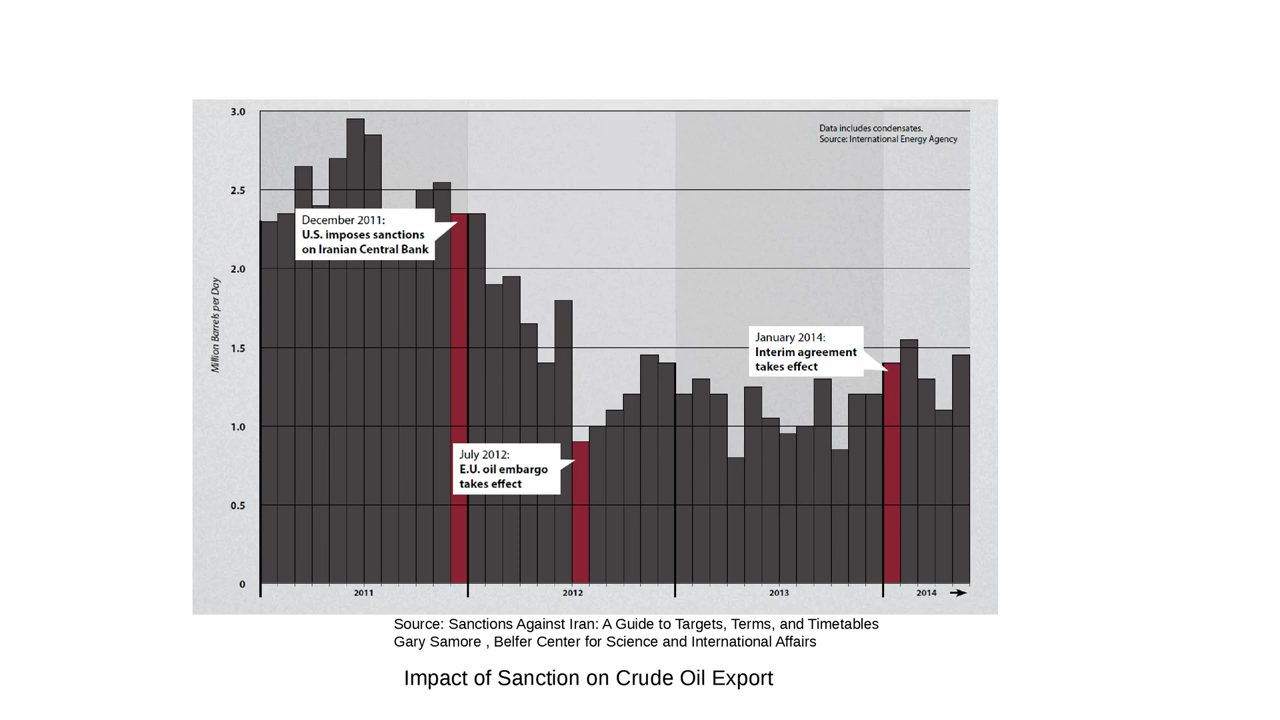 3.0
Data includes condensates.
Source: International Energy Agency
2.5
December 2011:
U.S. imposes sanctions
on Iranian Central Bank
2.0
Million Barrels per Day
1.5
January 2014:
Interim agreement
takes effect
1.0
July 2012:
E.U. oil embargo
takes effect
0.5
0
2011 2012 2013 2014
Source: Sanctions Against Iran: A Guide to Targets, Terms, and Timetables
Gary Samore , Belfer Center for Science and International Affairs
Impact of Sanction on Crude Oil Export